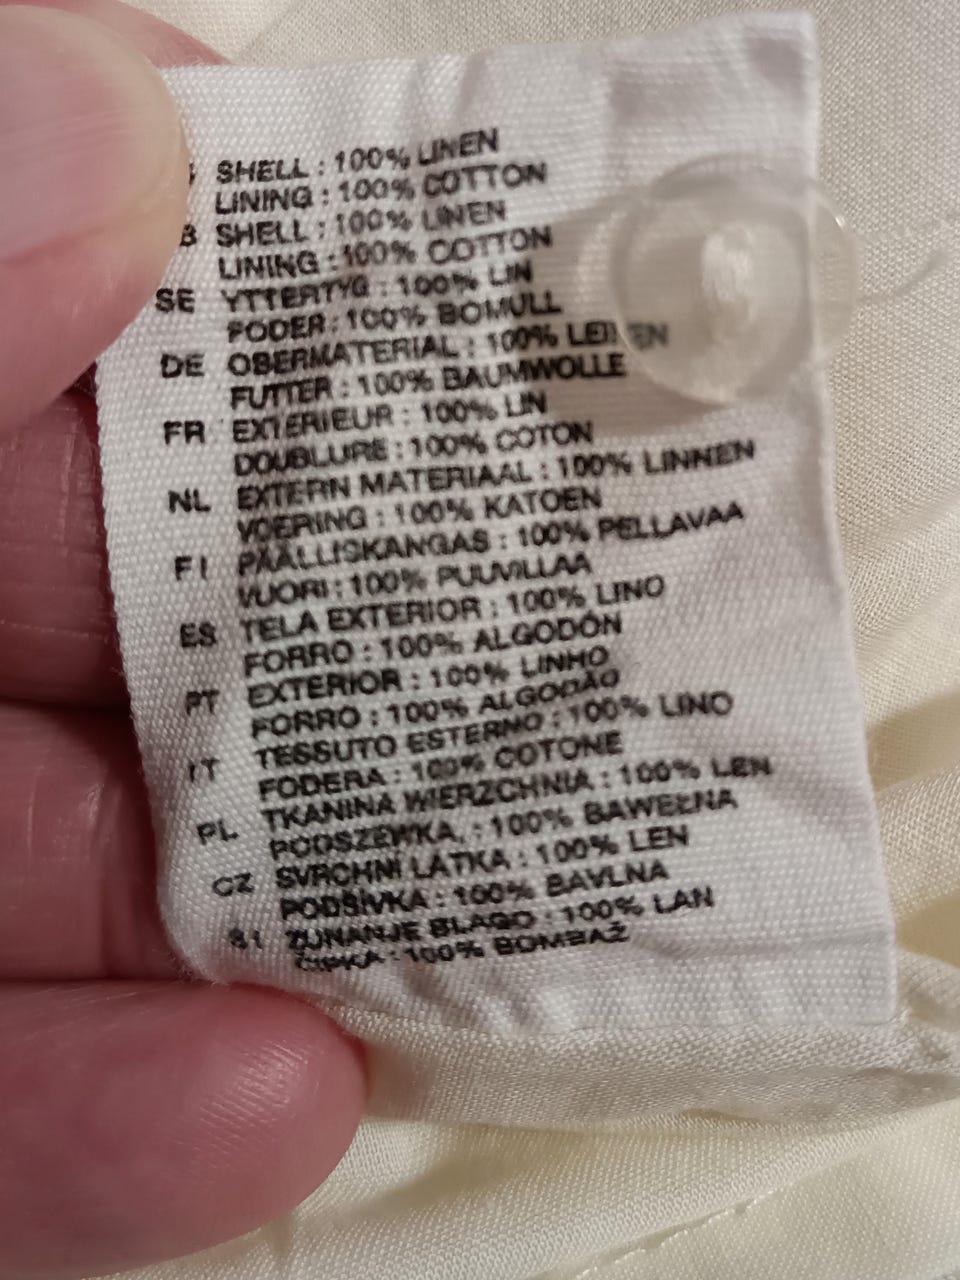 SHELL : 100% LINEN
LINING : 100% COTTON
SHELL : 100% LINEN
LINING : 100% COTTON
SE YTTERTYG : 100% LIN
FODER : 100% BOMULL
DE OBERMATERIAL : 100% LEINEN
FUTTER : 100% BAUMWOLLE
FR EXTÉRIEUR : 100% LIN
DOUBLURE : 100% COTON
NL EXTERN MATERIAAL : 100% LINNEN
VOERING : 100% KATOEN
FI PÄÄLLISKANGAS : 100% PELLAVAA
VUORI : 100% PUUVILLAA
ES TELA EXTERIOR : 100% LINO
FORRO : 100% ALGODÓN
PT EXTERIOR : 100% LINHO
FORRO : 100% ALGODÃO
IT TESSUTO ESTERNO : 100% LINO
FODERA : 100% COTONE
PL TKANINA WIERZCHNIA : 100% LEN
PODSZEWKA, : 100% BAWEŁNA
CZ SVRCHNÍ LÁTKA : 100% LEN
PODŠÍVKA : 100% BAVLNA
SI ZUNANJE BLAGO : 100% LAN
ČIPKA : 100% BOMBAŽ